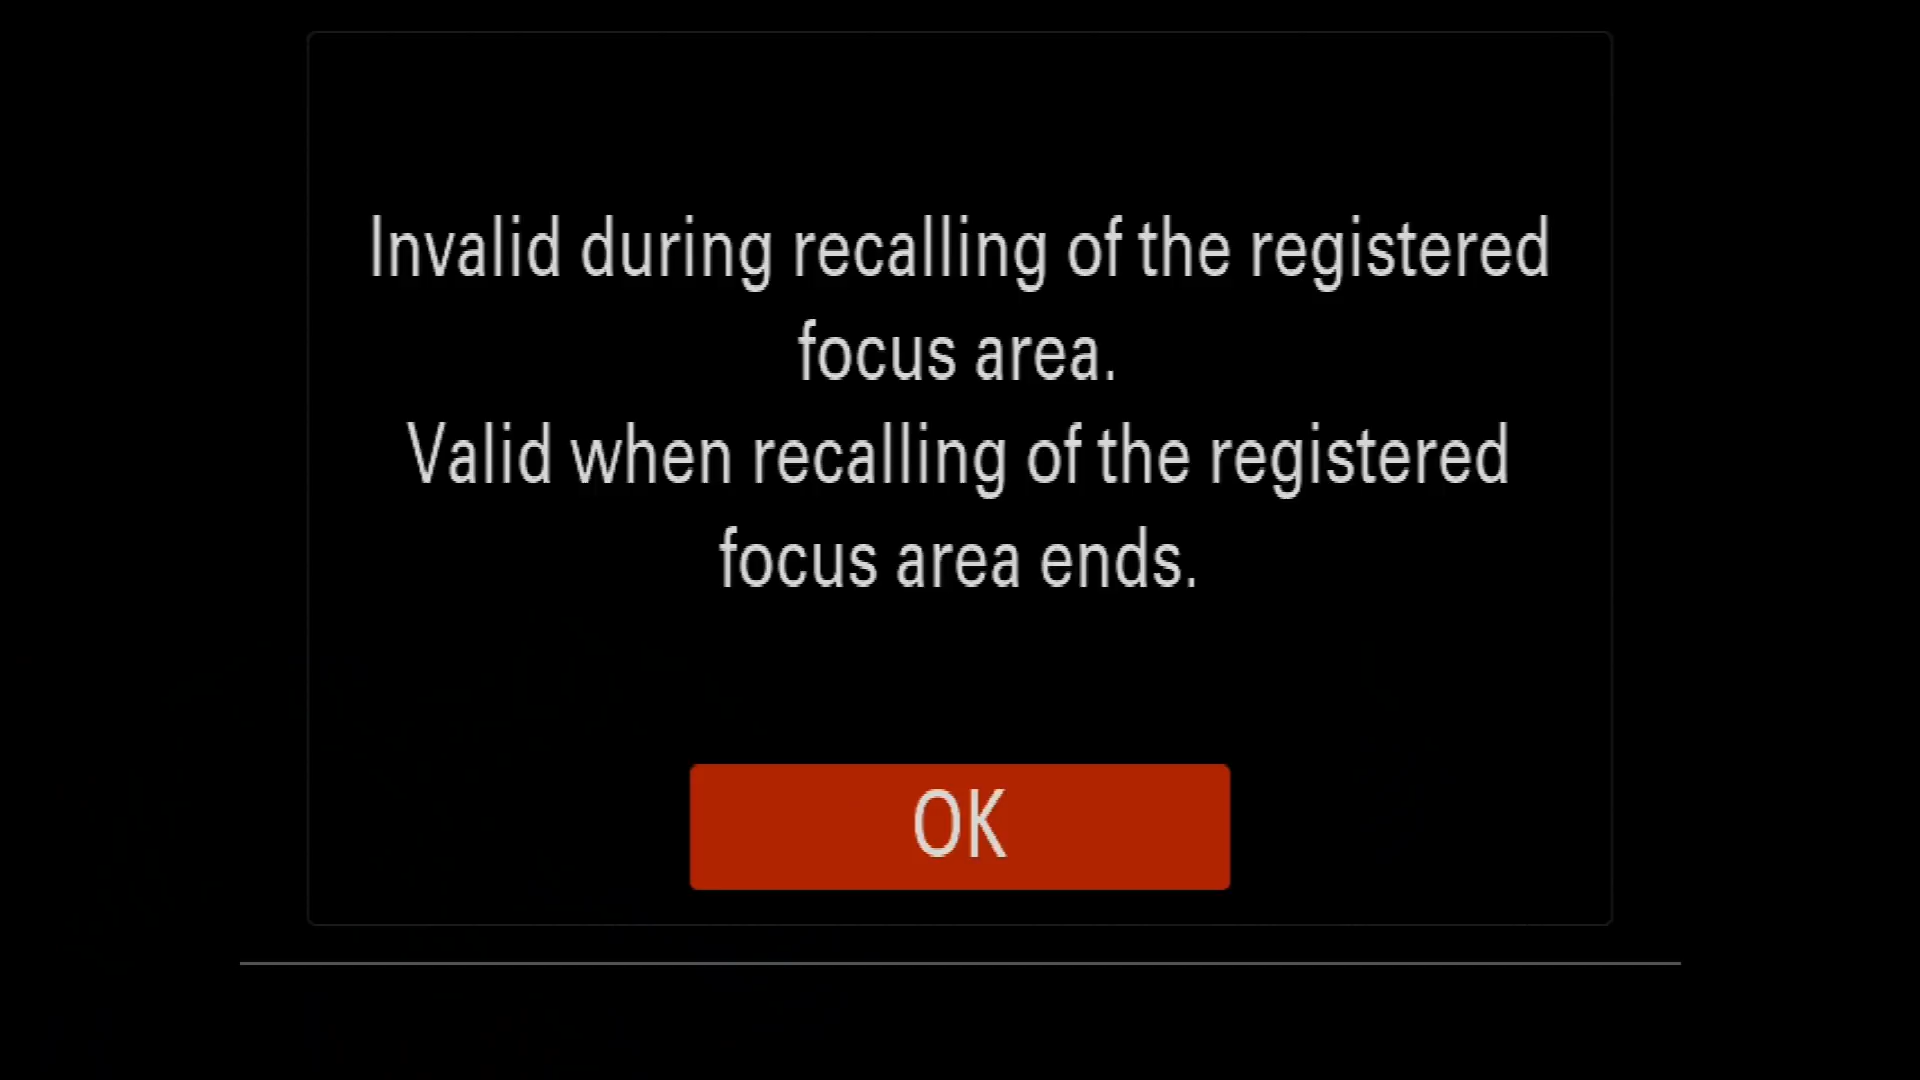 Invalid during recalling of the registered
focus area.
Valid when recalling of the registered
focus area ends.
OK